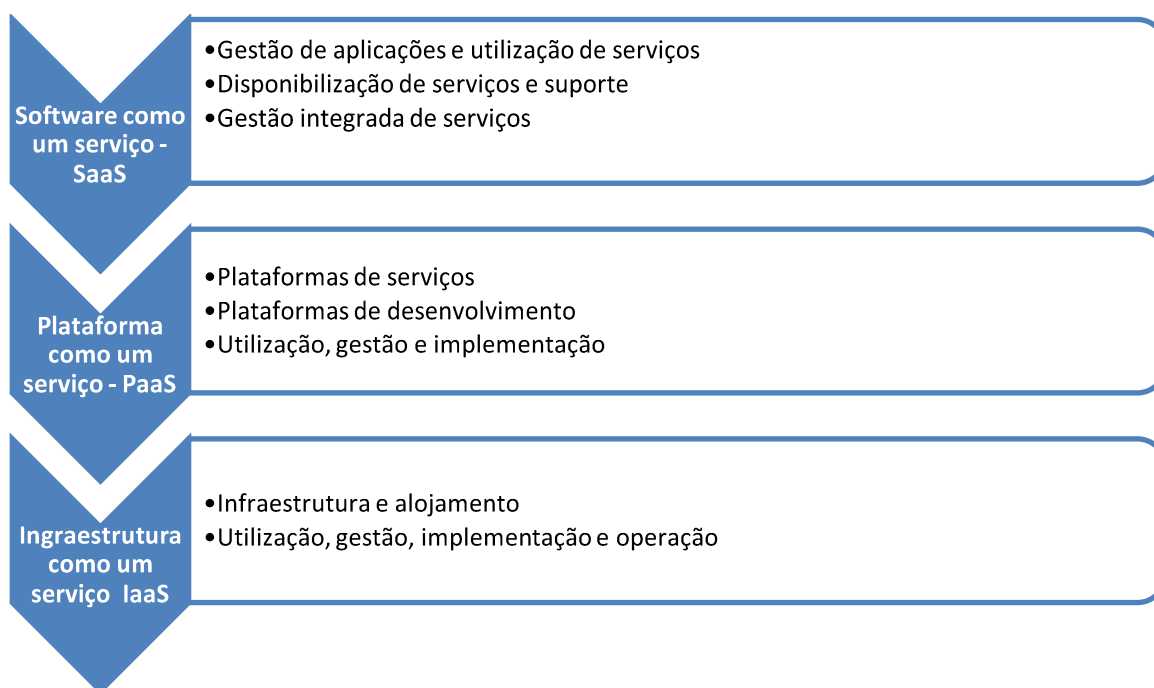 Software como
um serviço -
SaaS
•Gestão de aplicações e utilização de serviços
•Disponibilização de serviços e suporte
•Gestão integrada de serviços
Plataforma
como um
serviço - PaaS
•Plataformas de serviços
•Plataformas de desenvolvimento
•Utilização, gestão e implementação
Ingraestrutura
como um
serviço IaaS
•Infraestrutura e alojamento
•Utilização, gestão, implementação e operação